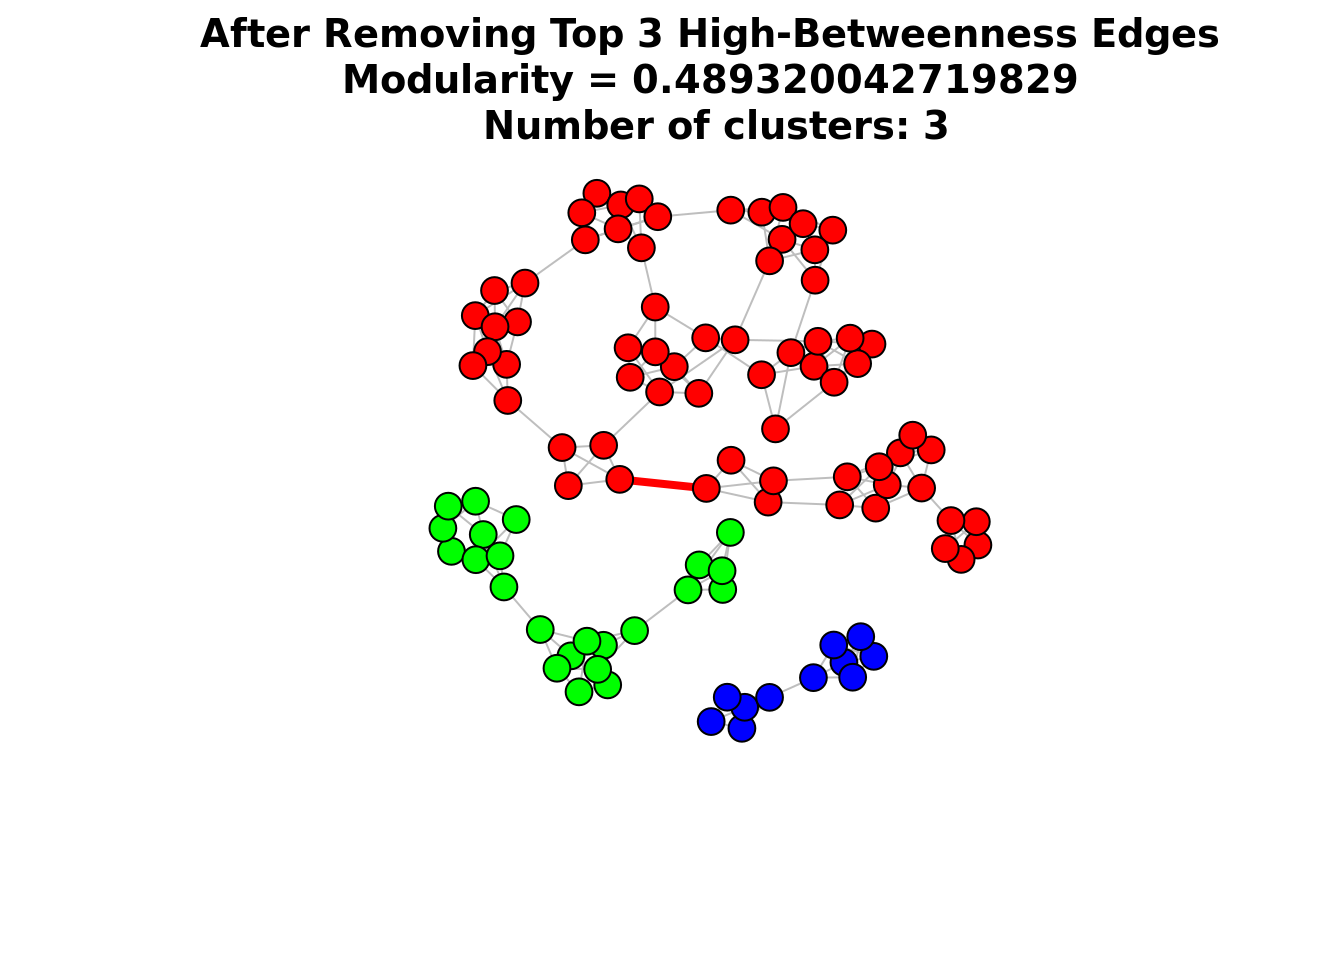 After Removing Top 3 High-Betweenness Edges
Modularity = 0.489320042719829
Number of clusters: 3